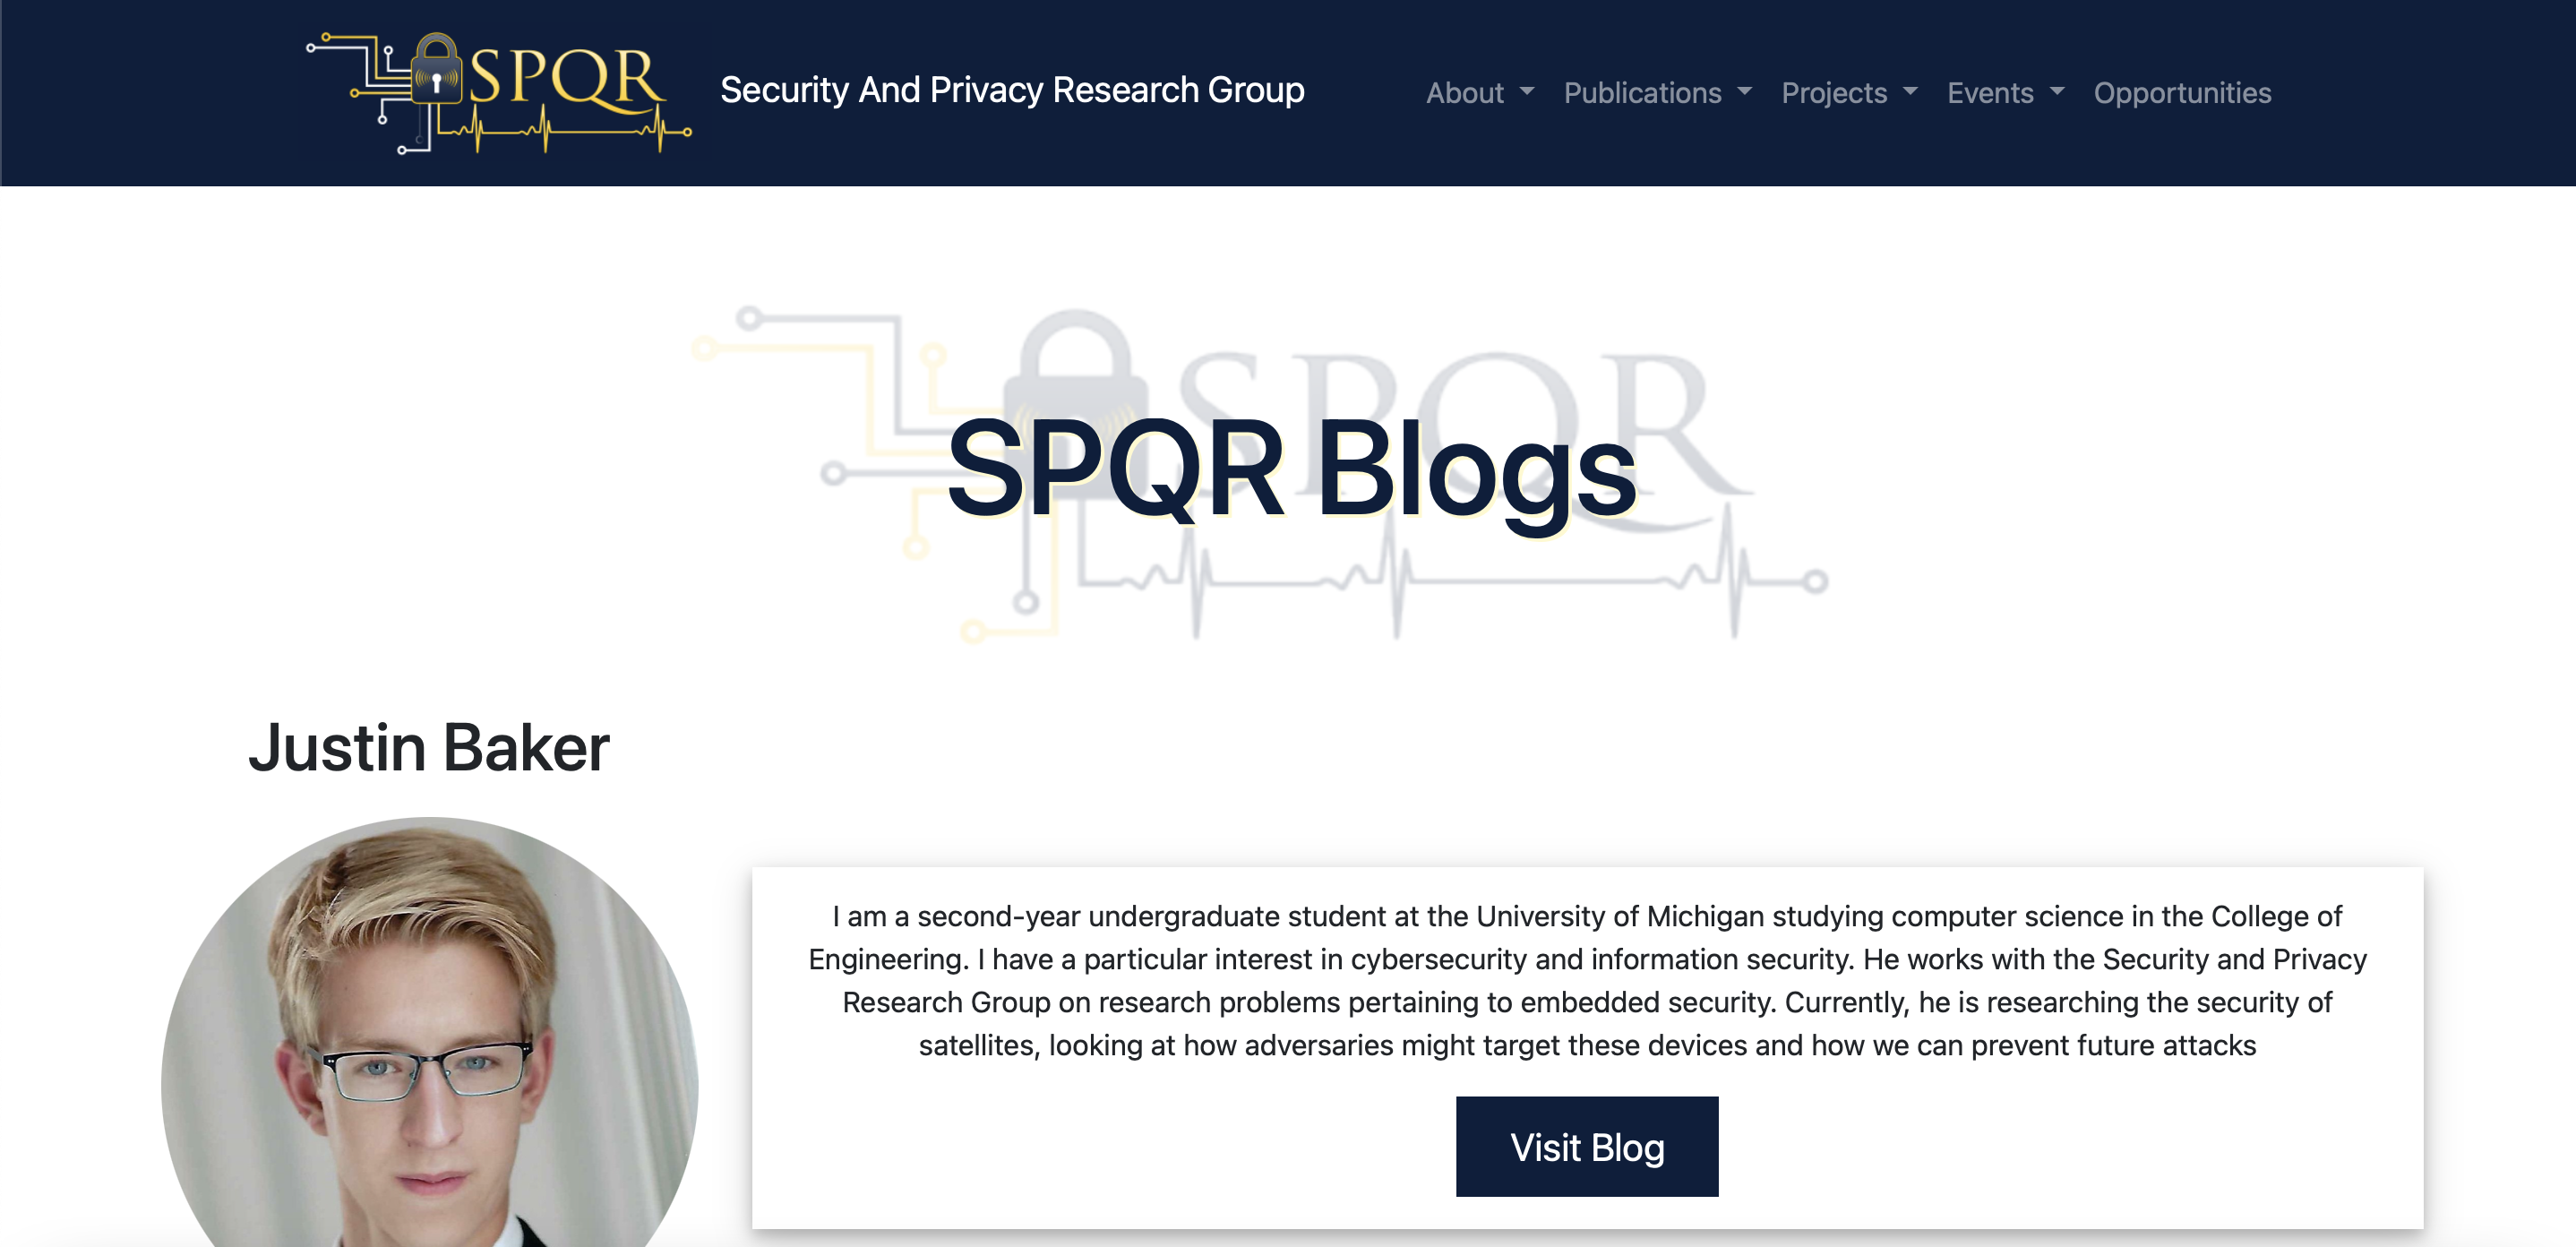 SPQR
Security And Privacy Research Group
About
Publications
Projects
Events
Opportunities
SPQR
SPQR Blogs
Justin Baker
I am a second-year undergraduate student at the University of Michigan studying computer science in the College of
Engineering. I have a particular interest in cybersecurity and information security. He works with the Security and Privacy
Research Group on research problems pertaining to embedded security. Currently, he is researching the security of
satellites, looking at how adversaries might target these devices and how we can prevent future attacks
Visit Blog